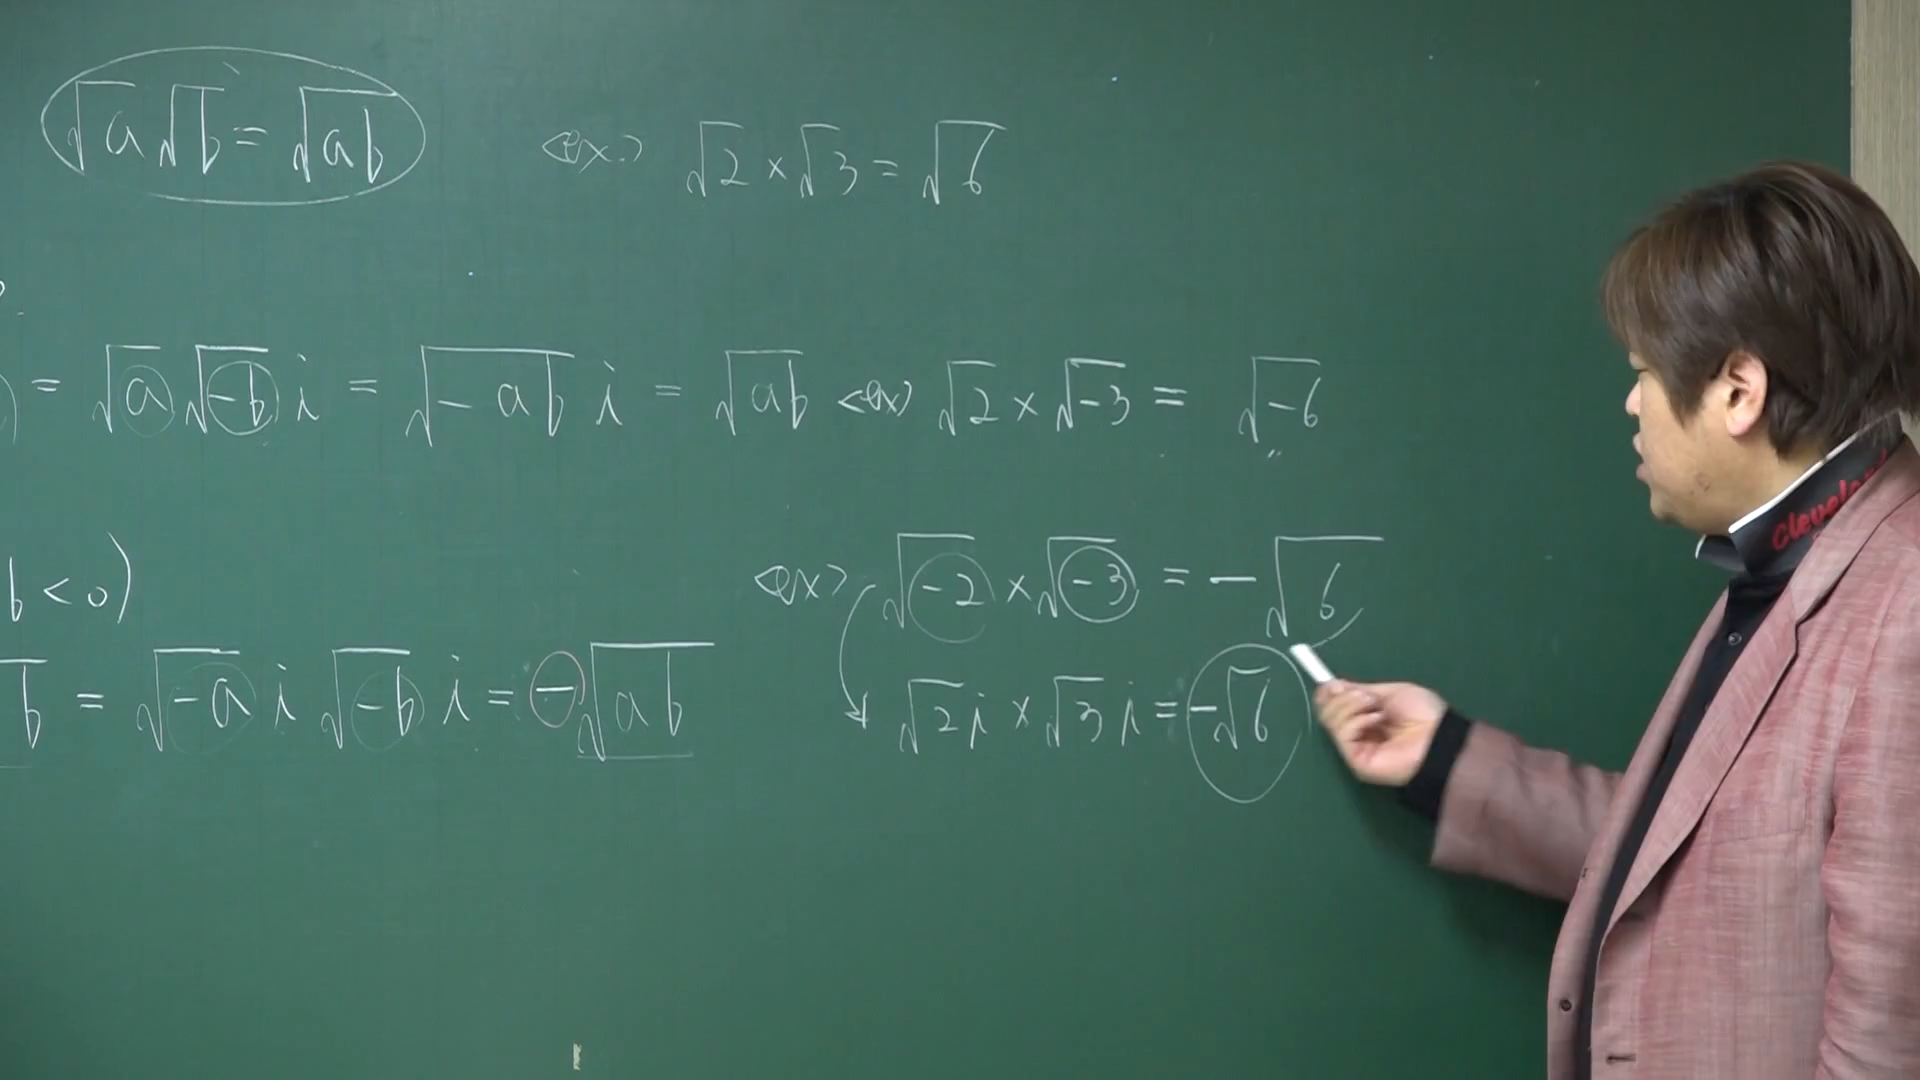 √a√b = √ab <ex.> √2 × √3 = √6
= √a √-b i = √-ab i = √ab <ex> √2 × √-3 = √-6
b < 0) <ex> √-2 × √-3 = -√6
b = √-a i √-b i = -√ab √2 i × √3 i = -√6